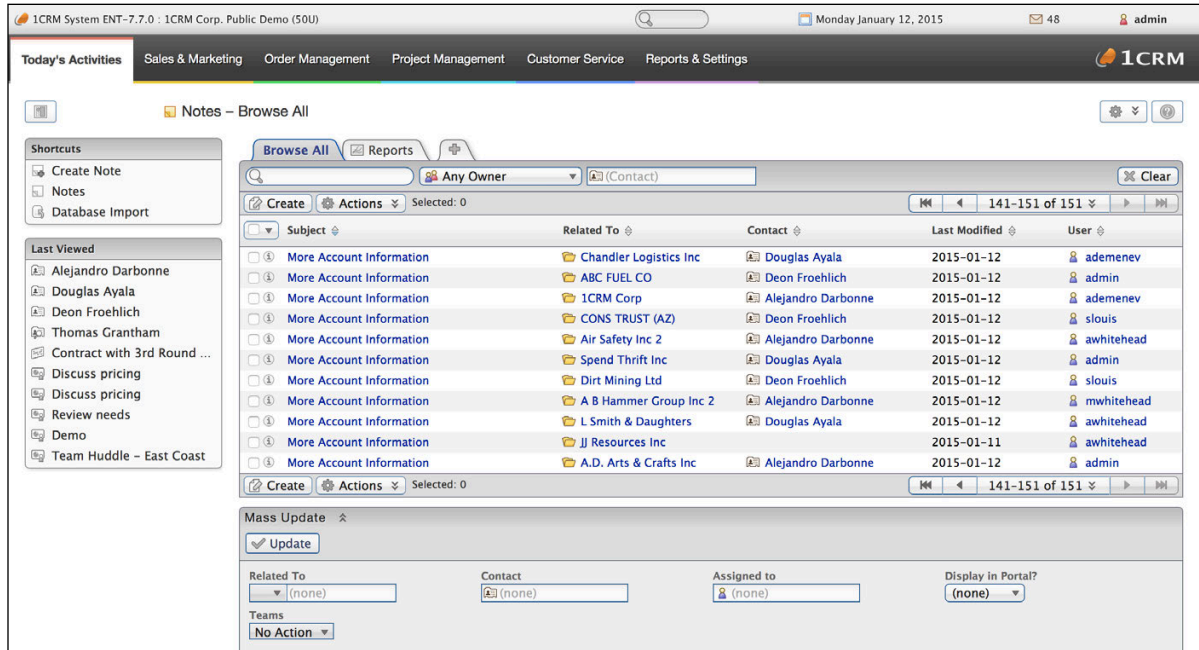 1CRM System ENT-7.7.0 : 1CRM Corp. Public Demo (50U) Monday January 12, 2015 48 admin
Today's Activities Sales & Marketing Order Management Project Management Customer Service Reports & Settings 1CRM
Notes – Browse All
Shortcuts
Create Note
Notes
Database Import
Last Viewed
Alejandro Darbonne
Douglas Ayala
Deon Froehlich
Thomas Grantham
Contract with 3rd Round ...
Discuss pricing
Discuss pricing
Review needs
Demo
Team Huddle – East Coast
Browse All Reports
Any Owner (Contact) Clear
Create Actions Selected: 0 141-151 of 151
Subject Related To Contact Last Modified User
More Account Information Chandler Logistics Inc Douglas Ayala 2015-01-12 ademenev
More Account Information ABC FUEL CO Deon Froehlich 2015-01-12 admin
More Account Information 1CRM Corp Alejandro Darbonne 2015-01-12 ademenev
More Account Information CONS TRUST (AZ) Deon Froehlich 2015-01-12 slouis
More Account Information Air Safety Inc 2 Alejandro Darbonne 2015-01-12 awhitehead
More Account Information Spend Thrift Inc Douglas Ayala 2015-01-12 admin
More Account Information Dirt Mining Ltd Deon Froehlich 2015-01-12 slouis
More Account Information A B Hammer Group Inc 2 Alejandro Darbonne 2015-01-12 mwhitehead
More Account Information L Smith & Daughters Douglas Ayala 2015-01-12 awhitehead
More Account Information JJ Resources Inc 2015-01-11 awhitehead
More Account Information A.D. Arts & Crafts Inc Alejandro Darbonne 2015-01-12 admin
Create Actions Selected: 0 141-151 of 151
Mass Update
Update
Related To Contact Assigned to Display in Portal?
(none) (none) (none) (none)
Teams
No Action